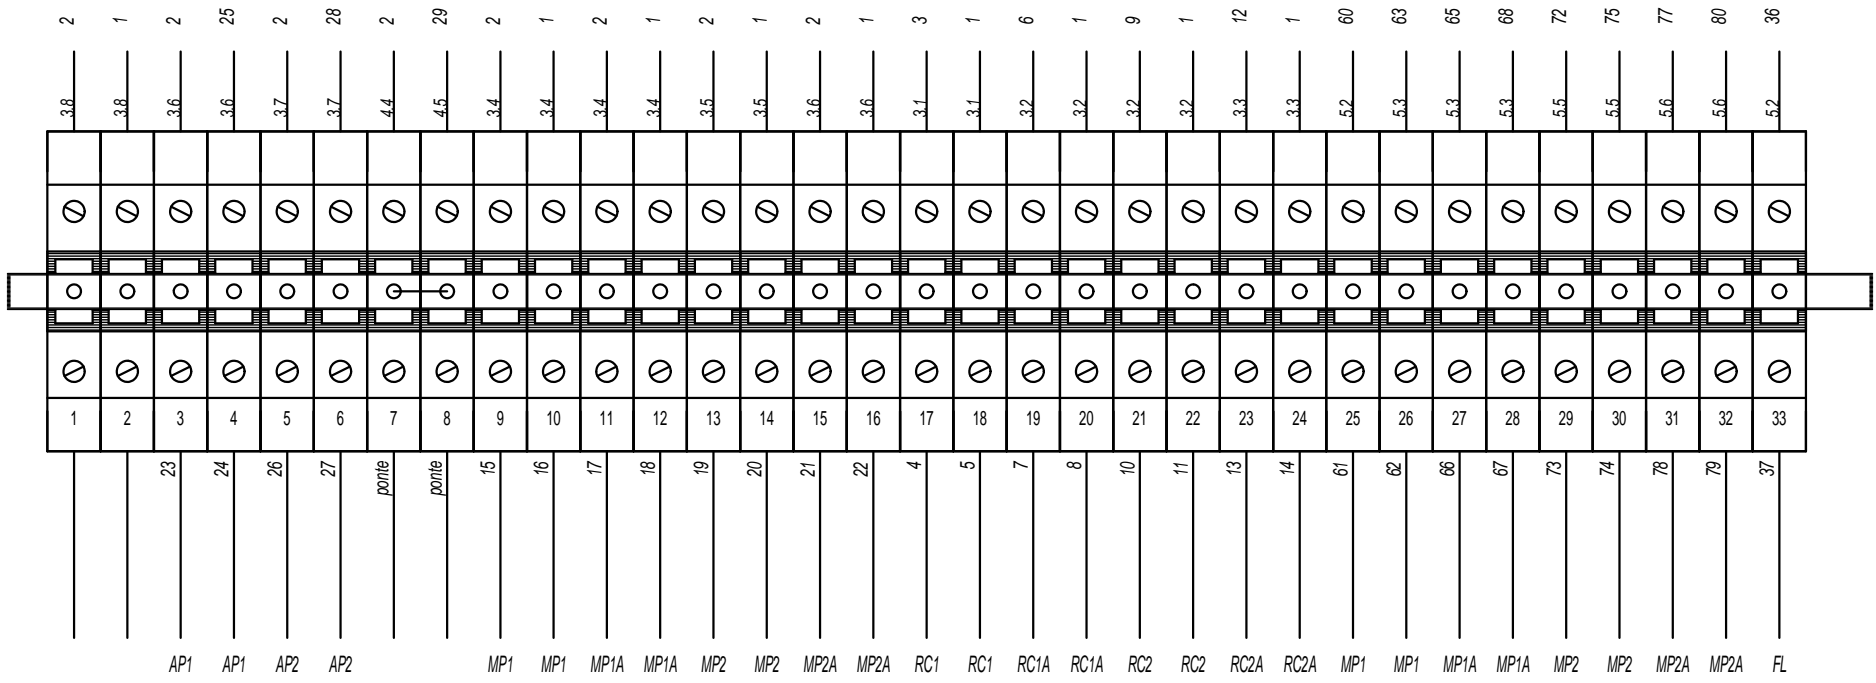 2 1 2 25 2 28 29 2 1 2 1 2 1 2 1 3 1 6 1 9 1 12 1 60 63 65 68 72 75 77 80 36
3.8 3.8 3.6 3.6 3.7 3.7 4.4 4.5 3.4 3.4 3.4 3.4 3.5 3.5 3.6 3.6 3.1 3.1 3.2 3.2 3.2 3.2 3.3 3.3 5.2 5.3 5.3 5.3 5.5 5.5 5.6 5.6 5.2
1 2 3 4 5 6 7 8 9 10 11 12 13 14 15 16 17 18 19 20 21 22 23 24 25 26 27 28 29 30 31 32 33
23 24 26 27 ponte ponte 15 16 17 18 19 20 21 22 4 5 7 8 10 11 13 14 61 62 66 67 73 74 78 79 37
AP1 AP1 AP2 AP2 MP1 MP1 MP1A MP1A MP2 MP2 MP2A MP2A RC1 RC1 RC1A RC1A RC2 RC2 RC2A RC2A MP1 MP1 MP1A MP1A MP2 MP2 MP2A MP2A FL